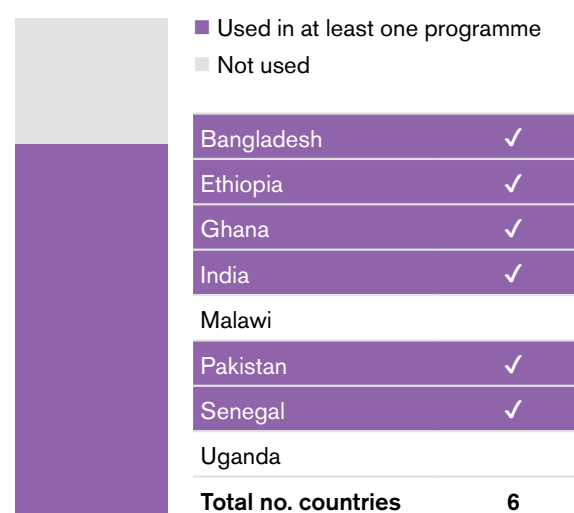 Used in at least one programme
Not used
Bangladesh ✓
Ethiopia ✓
Ghana ✓
India ✓
Malawi
Pakistan ✓
Senegal ✓
Uganda
Total no. countries 6